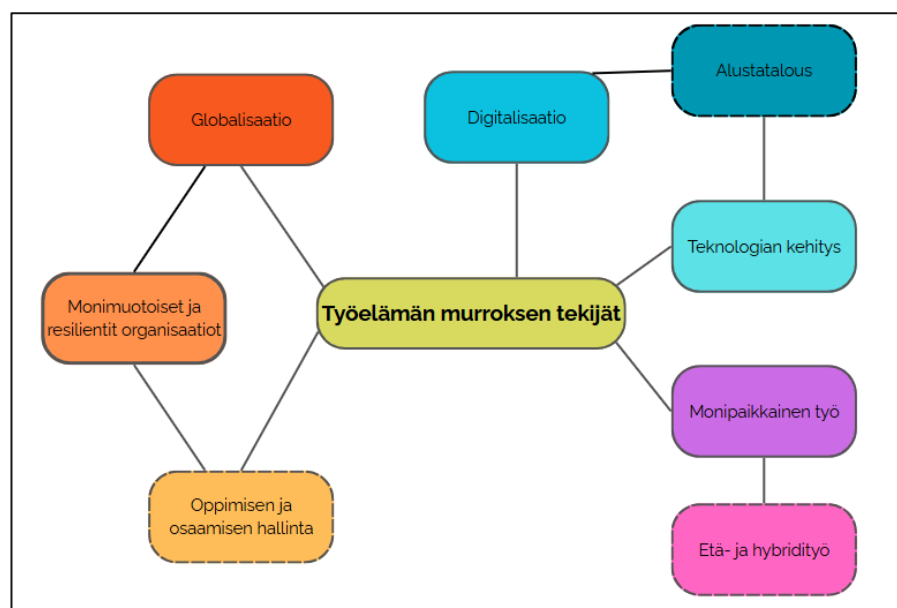 Alustatalous
Globalisaatio
Digitalisaatio
Teknologian kehitys
Monimuotoiset ja
resilientit organisaatiot
Työelämän murroksen tekijät
Monipaikkainen työ
Oppimisen ja
osaamisen hallinta
Etä- ja hybridityö